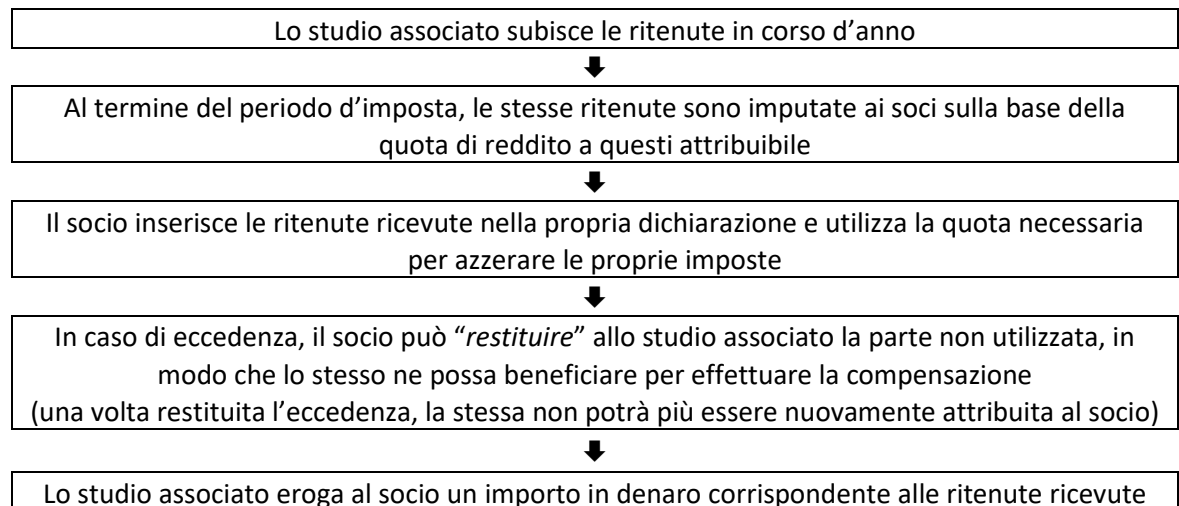 Lo studio associato subisce le ritenute in corso d’anno
Al termine del periodo d’imposta, le stesse ritenute sono imputate ai soci sulla base della
quota di reddito a questi attribuibile
Il socio inserisce le ritenute ricevute nella propria dichiarazione e utilizza la quota necessaria
per azzerare le proprie imposte
In caso di eccedenza, il socio può “restituire” allo studio associato la parte non utilizzata, in
modo che lo stesso ne possa beneficiare per effettuare la compensazione
(una volta restituita l’eccedenza, la stessa non potrà più essere nuovamente attribuita al socio)
Lo studio associato eroga al socio un importo in denaro corrispondente alle ritenute ricevute